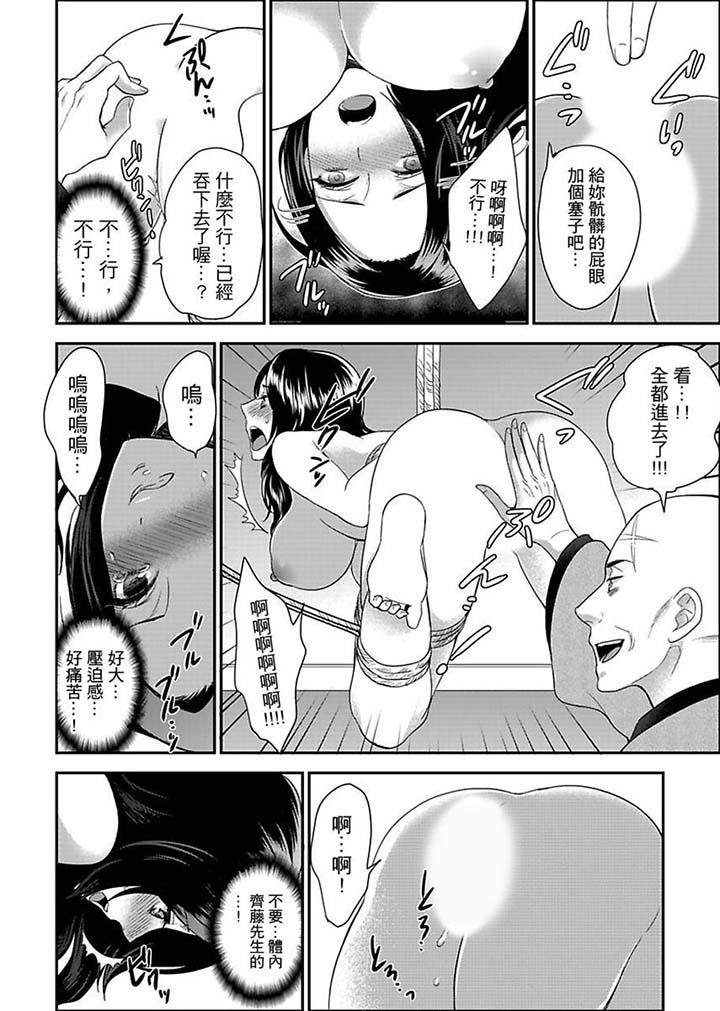 給妳骯髒的屁眼
加個塞子吧…
呀啊啊啊…！
不行…!!!
什麼不行…已經
吞下去了喔…？
不…行，
不行…！
看…!!
全都進去了!!!
啊啊啊啊啊啊!!!!
嗚…
嗚嗚嗚嗚…
好大…
壓迫感…
好痛苦…！
啊…啊！
不要…體內
齊藤先生的
…！